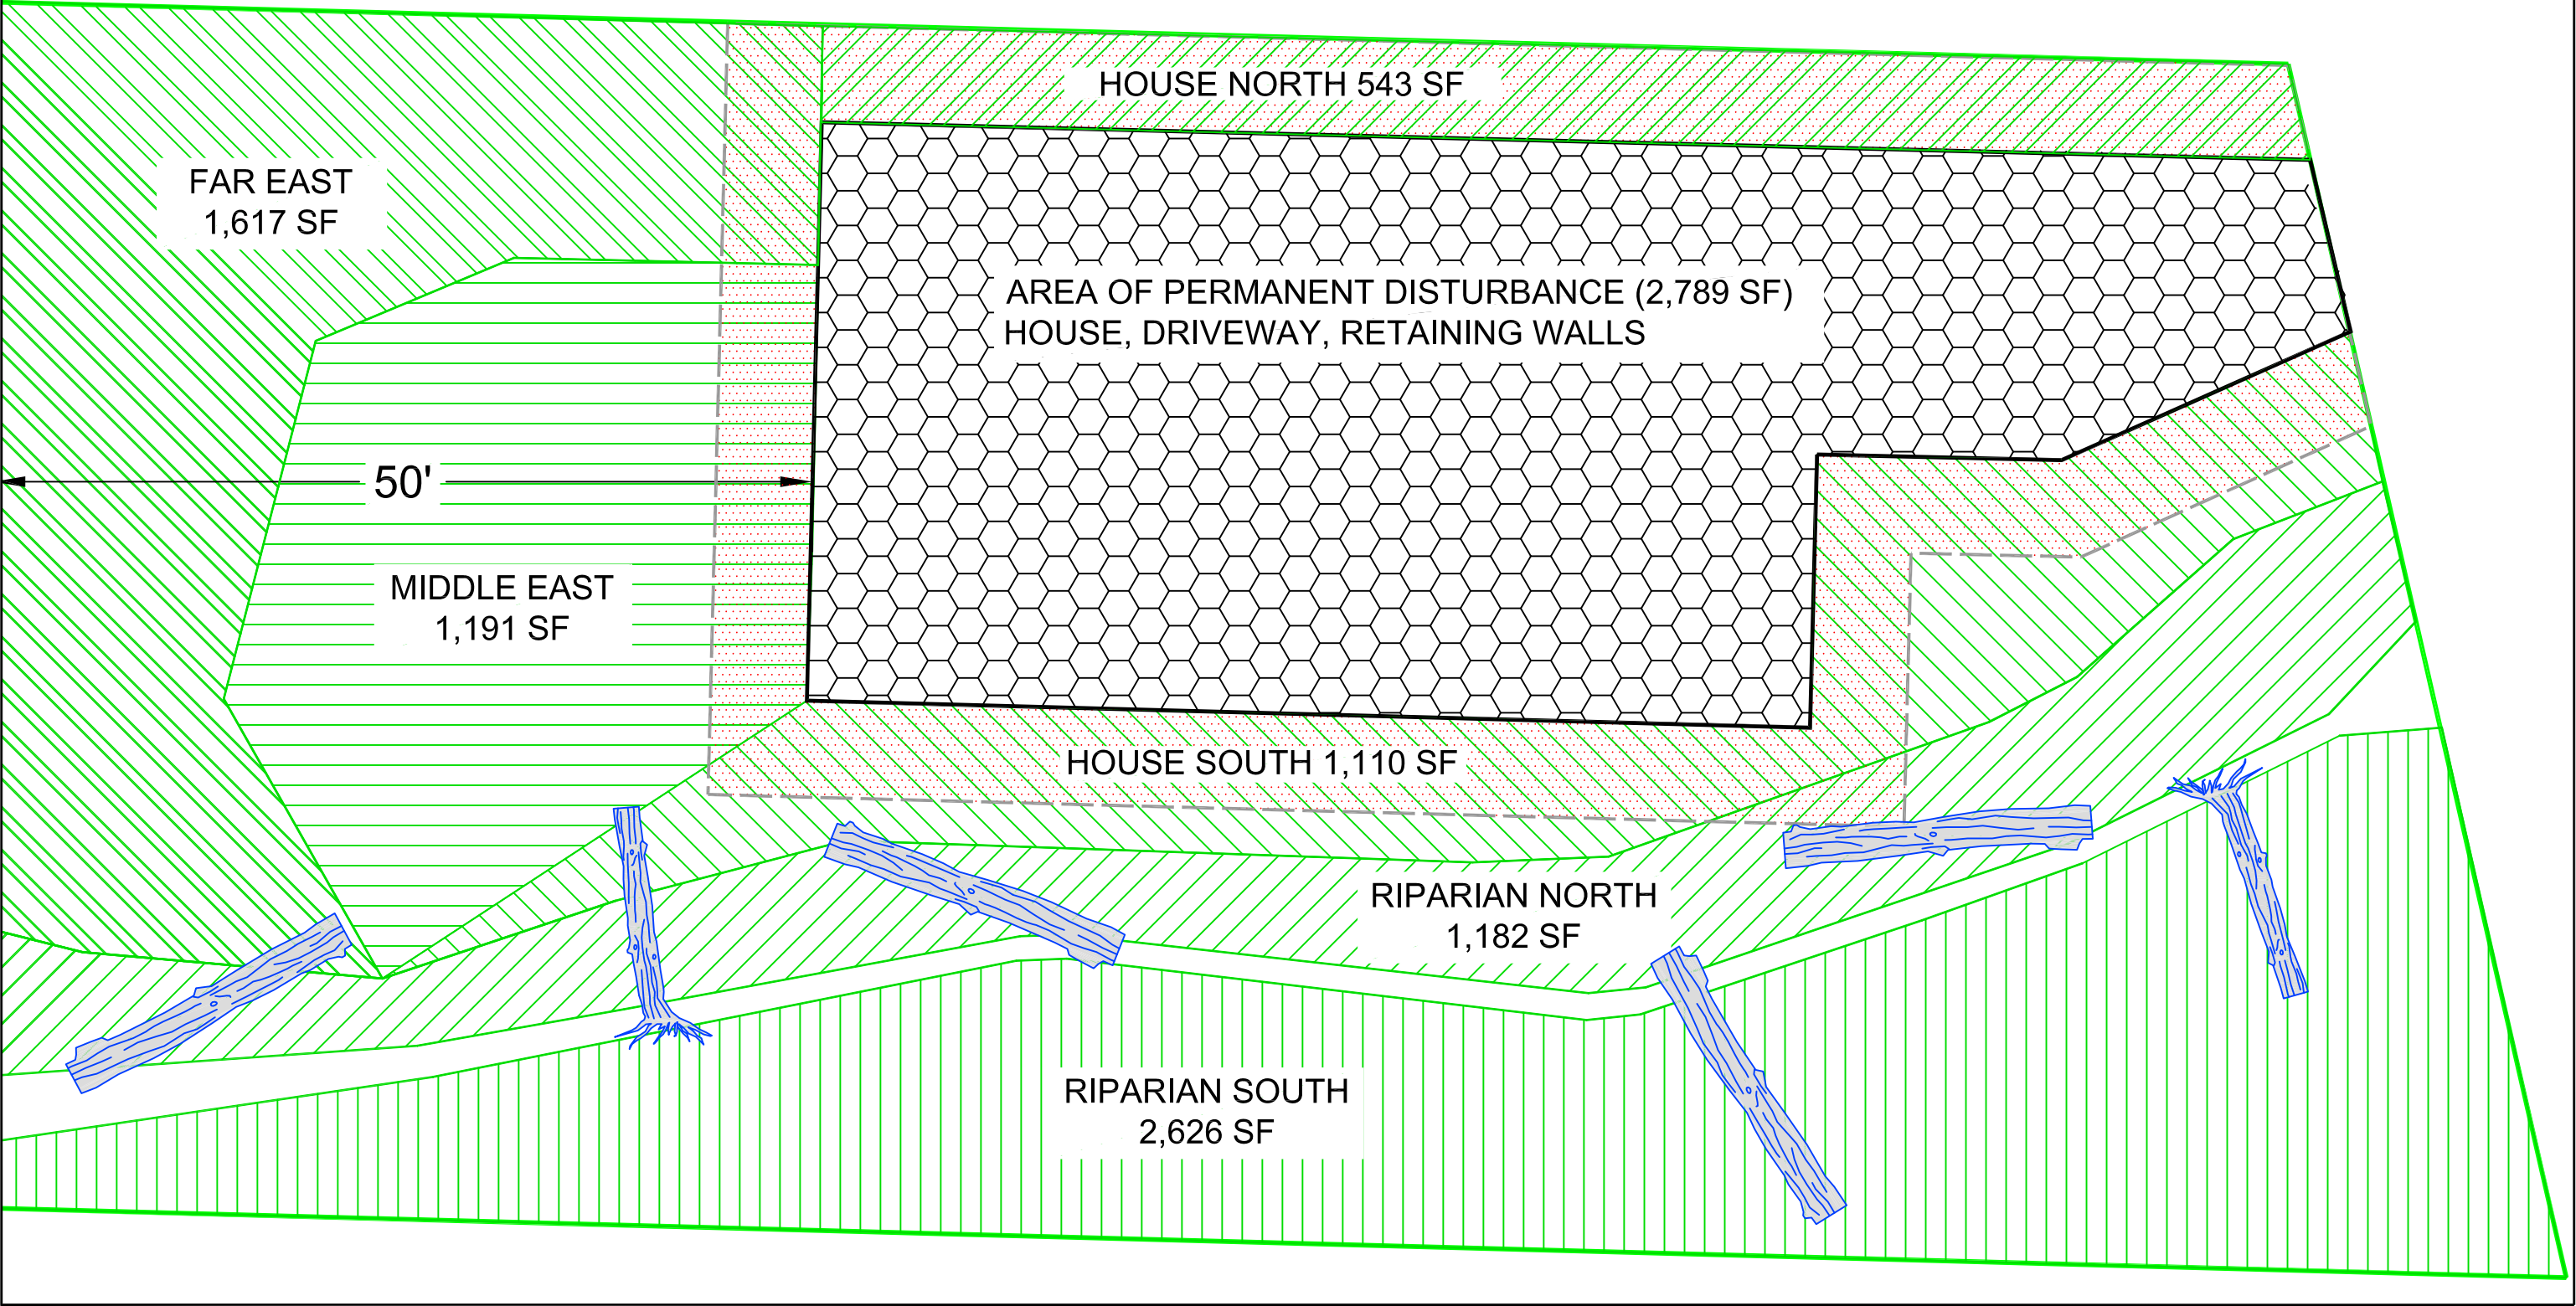 HOUSE NORTH 543 SF
FAR EAST
1,617 SF
AREA OF PERMANENT DISTURBANCE (2,789 SF)
HOUSE, DRIVEWAY, RETAINING WALLS
50'
MIDDLE EAST
1,191 SF
HOUSE SOUTH 1,110 SF
RIPARIAN NORTH
1,182 SF
RIPARIAN SOUTH
2,626 SF